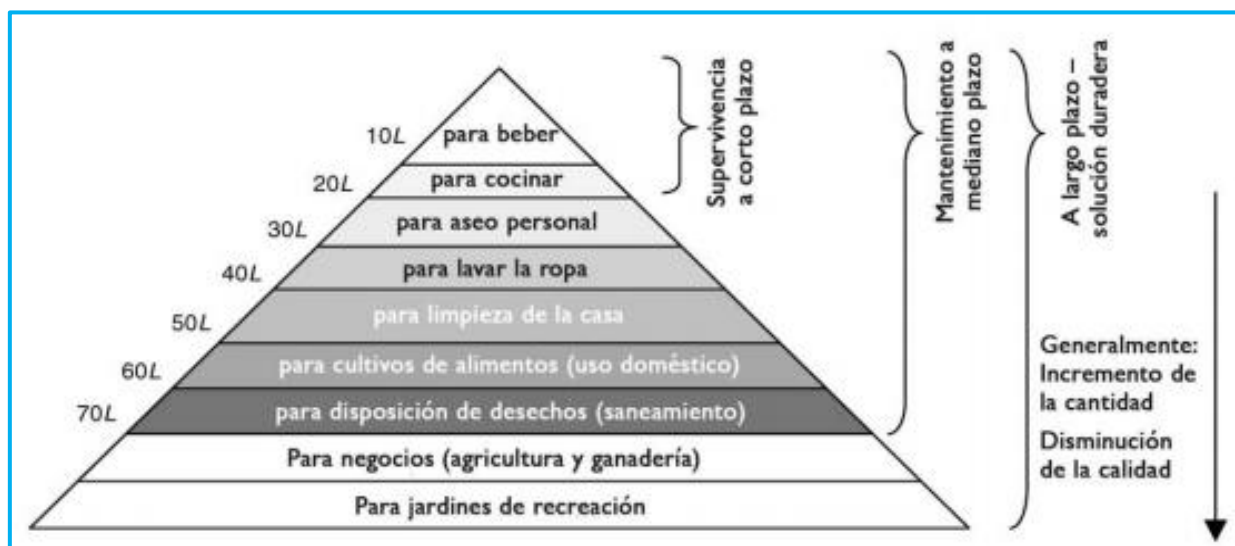 10L
para beber
20L
para cocinar
30L
para aseo personal
40L
para lavar la ropa
50L
para limpieza de la casa
60L
para cultivos de alimentos (uso doméstico)
70L
para disposición de desechos (saneamiento)
Para negocios (agricultura y ganadería)
Para jardines de recreación
Supervivencia
a corto plazo
Mantenimiento a
mediano plazo
A largo plazo –
solución duradera
Generalmente:
Incremento de
la cantidad
Disminución
de la calidad